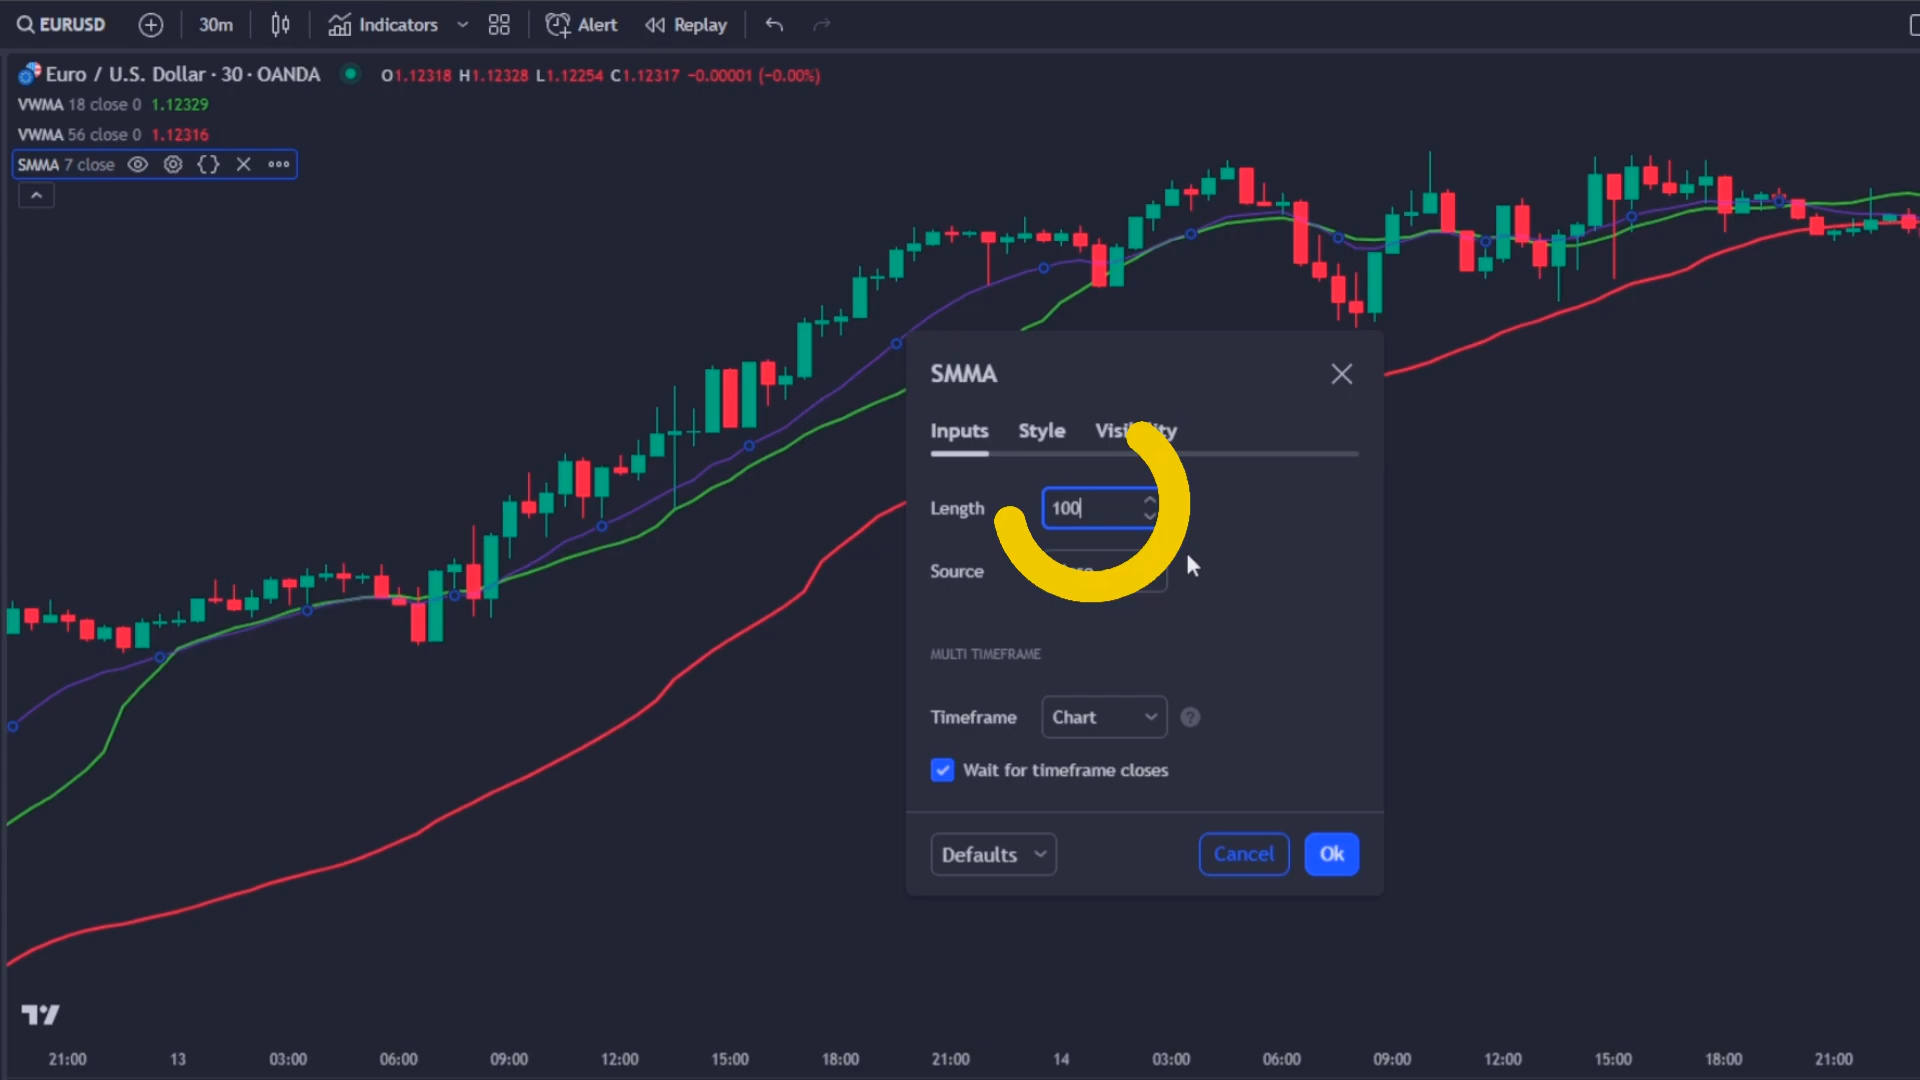 EURUSD 30m Indicators Alert Replay
Euro / U.S. Dollar · 30 · OANDA O1.12318 H1.12328 L1.12254 C1.12317 −0.00001 (−0.00%)
VWMA 18 close 0 1.12329
VWMA 56 close 0 1.12316
SMMA 7 close
SMMA
Inputs Style Visibility
Length 100
Source
MULTI TIMEFRAME
Timeframe Chart ?
Wait for timeframe closes
Defaults Cancel Ok
21:00 13 03:00 06:00 09:00 12:00 15:00 18:00 21:00 14 03:00 06:00 09:00 12:00 15:00 18:00 21:00